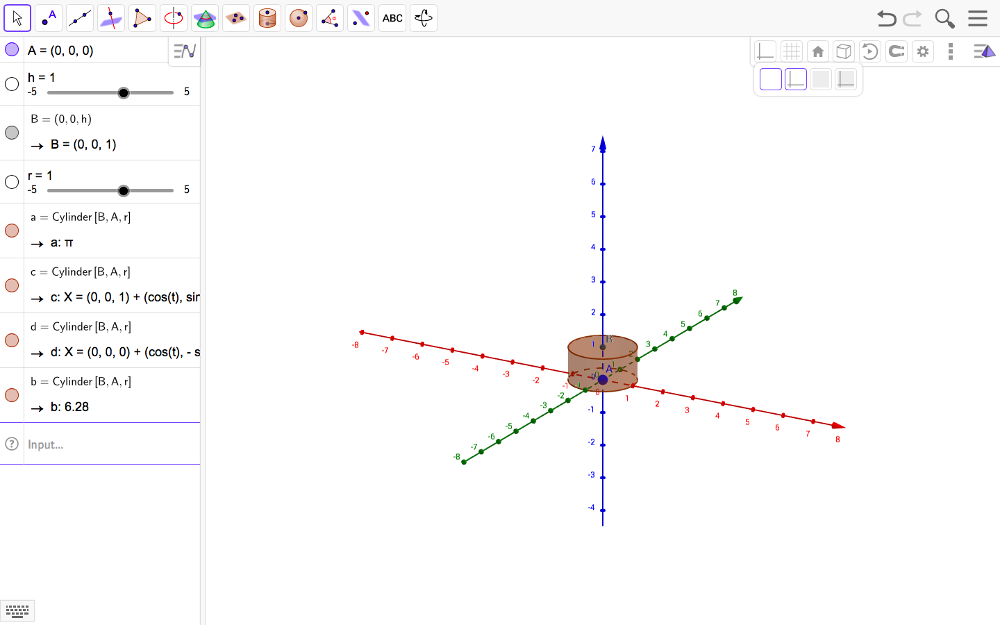 A
α
ABC
A = (0, 0, 0)
h = 1
-5 5
B = (0, 0, h)
→ B = (0, 0, 1)
r = 1
-5 5
a = Cylinder [B, A, r]
→ a: π
c = Cylinder [B, A, r]
→ c: X = (0, 0, 1) + (cos(t), sin
d = Cylinder [B, A, r]
→ d: X = (0, 0, 0) + (cos(t), - s
b = Cylinder [B, A, r]
→ b: 6.28
? Input...
7
6
5
4
3
2
1
0
-1
-2
-3
-4
B
A
8
7
6
5
4
3
2
1
0
-1
-2
-3
-4
-5
-6
-7
-8
-8
-7
-6
-5
-4
-3
-2
-1
0
1
2
3
4
5
6
7
8